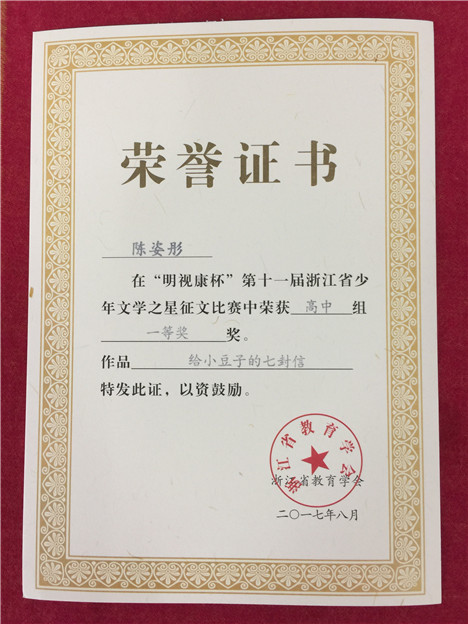 荣誉证书
陈姿彤
在“明视康杯”第十一届浙江省少
年文学之星征文比赛中荣获 高中 组
一等奖 奖。
作品 给小豆子的七封信
特发此证，以资鼓励。
浙江省教育学会
浙江省教育学会
二〇一七年八月